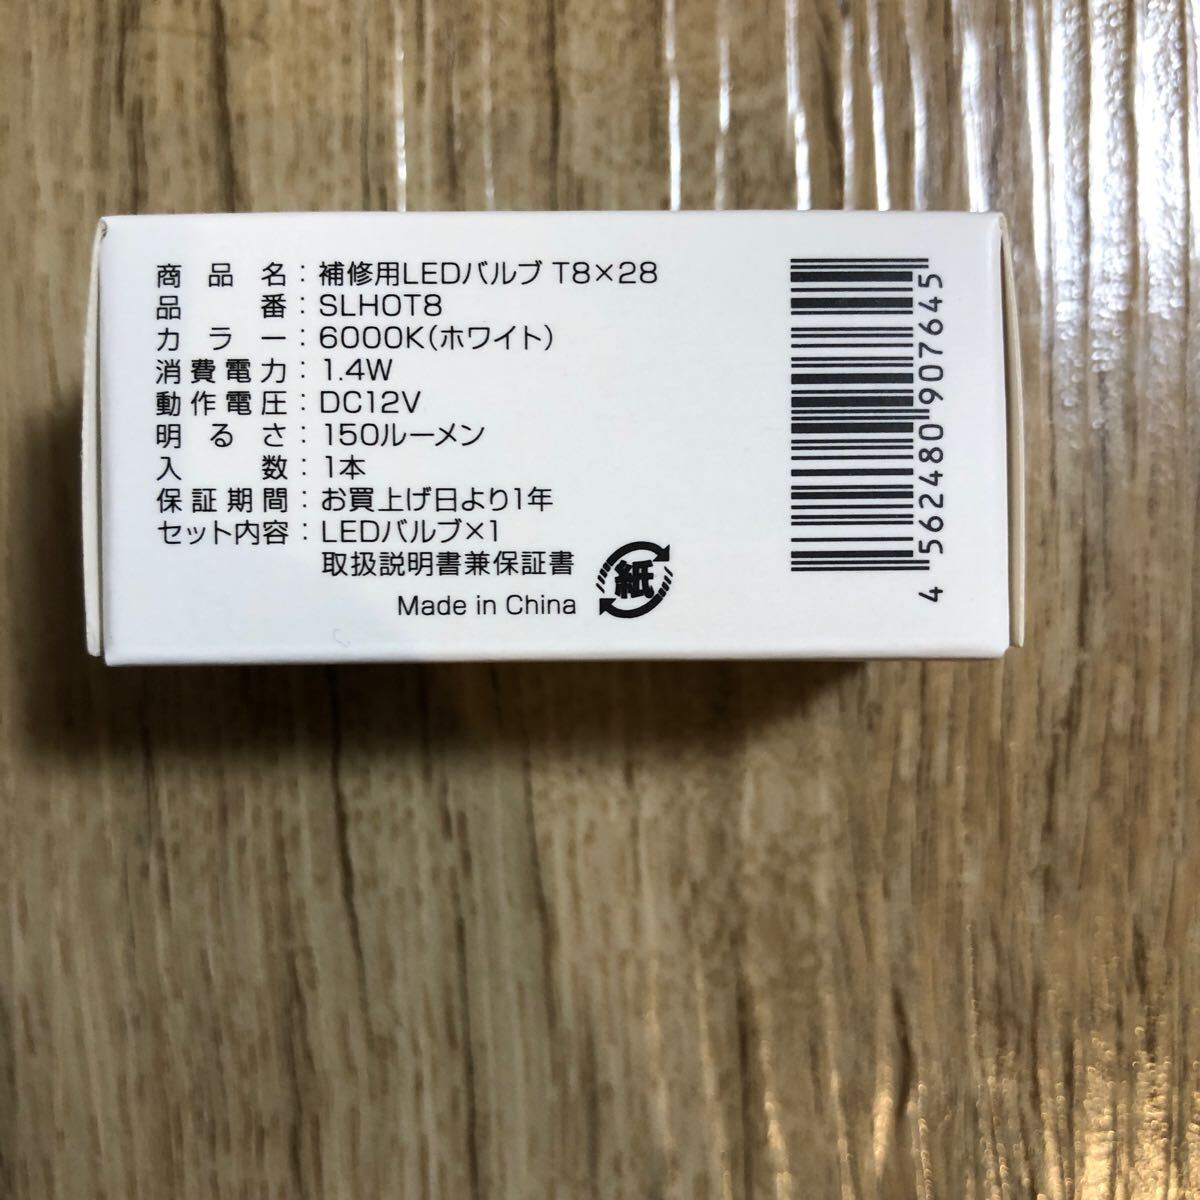 商品名：補修用LEDバルブ T8×28
品番：SLHOT8
カラー：6000K(ホワイト)
消費電力：1.4W
動作電圧：DC12V
明るさ：150ルーメン
入数：1本
保証期間：お買上げ日より1年
セット内容：LEDバルブ×1
取扱説明書兼保証書
Made in China
紙
4 562480 907645